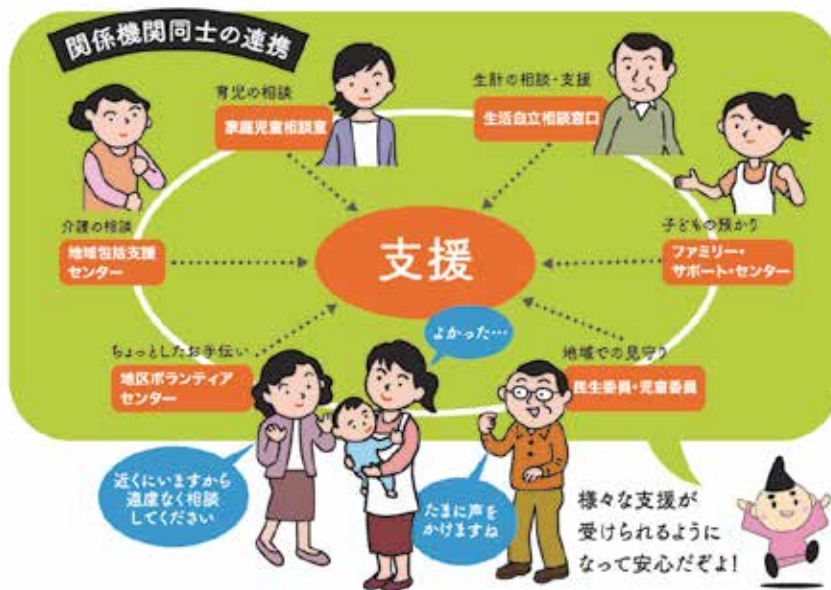 関係機関同士の連携
育児の相談
家庭児童相談室
生計の相談・支援
生活自立相談窓口
介護の相談
地域包括支援
センター
支援
子どもの預かり
ファミリー・
サポート・センター
ちょっとしたお手伝い
地区ボランティア
センター
よかった…
地域での見守り
民生委員・児童委員
近くにいますから
遠慮なく相談
してください
たまに声を
かけますね
様々な支援が
受けられるように
なって安心だぞよ!